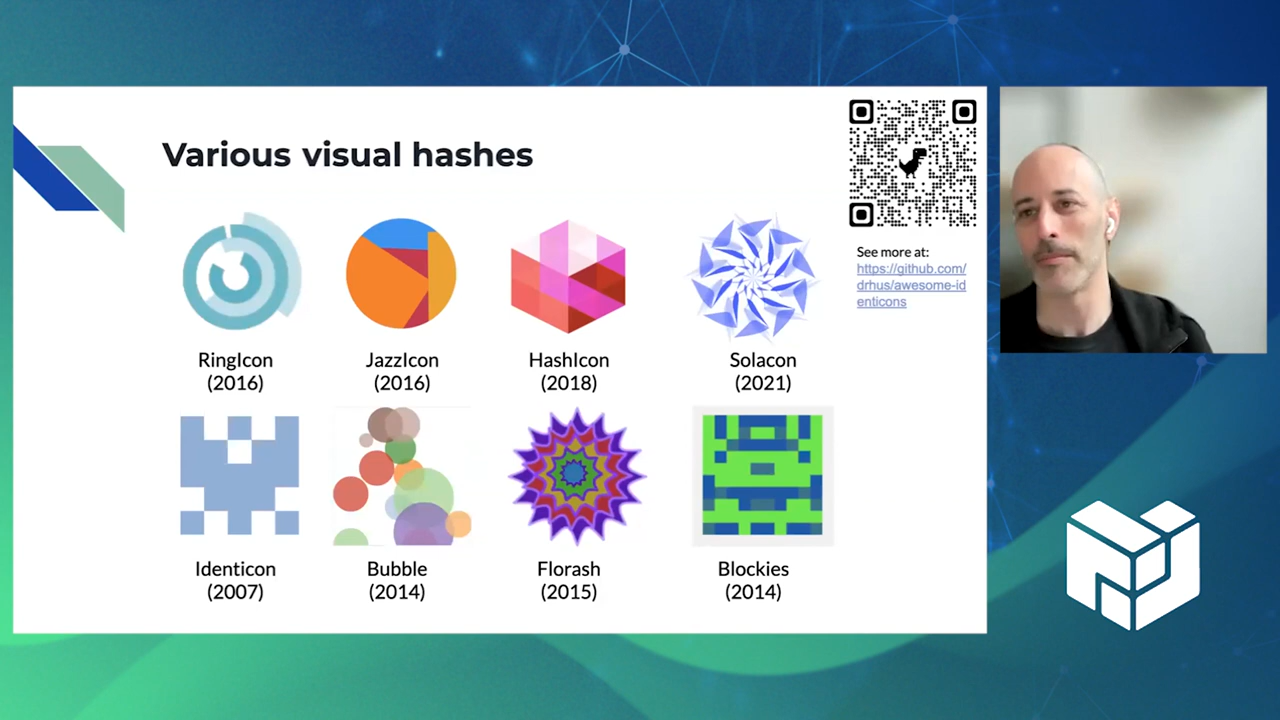 Various visual hashes
See more at:
https://github.com/
drhus/awesome-id
enticons
RingIcon
(2016)
JazzIcon
(2016)
HashIcon
(2018)
Solacon
(2021)
Identicon
(2007)
Bubble
(2014)
Florash
(2015)
Blockies
(2014)